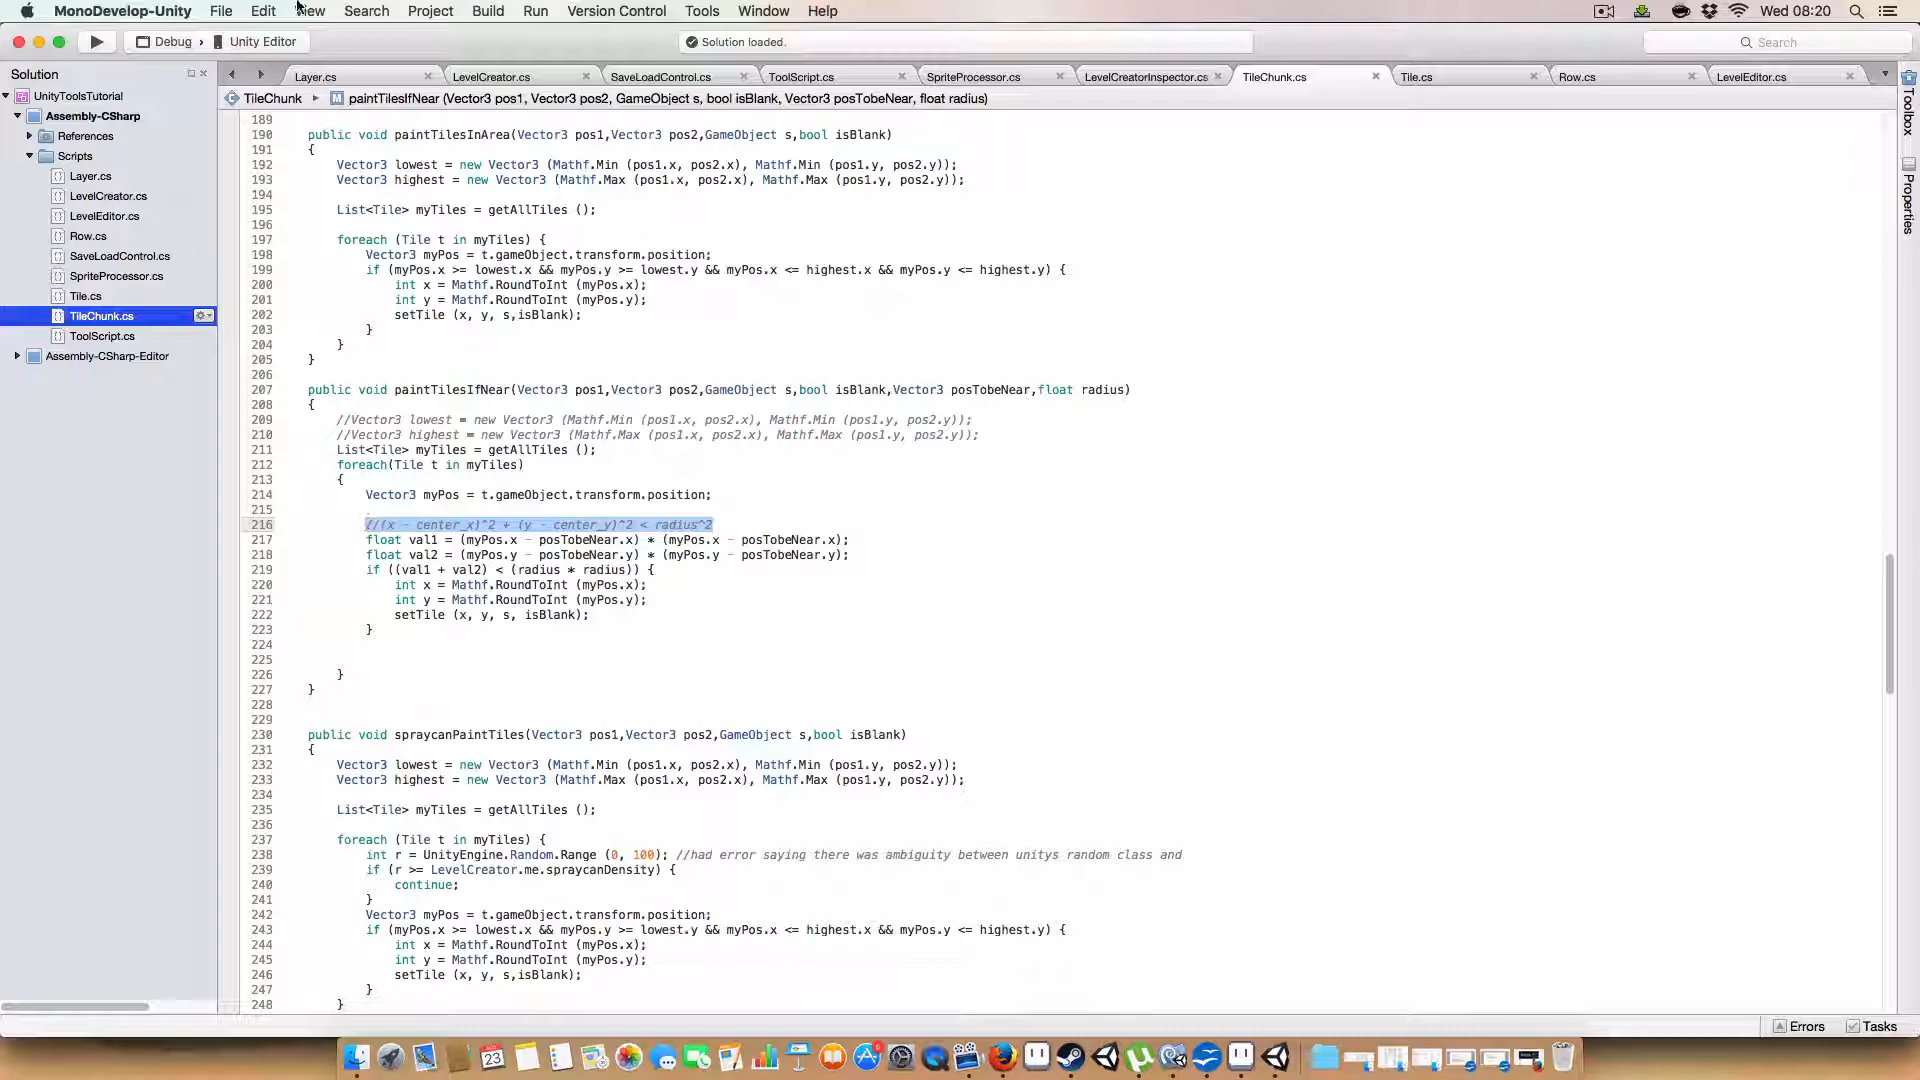 MonoDevelop-Unity File Edit View Search Project Build Run Version Control Tools Window Help Wed 08:20
Debug › Unity Editor Solution loaded. Search
Solution
UnityToolsTutorial
Assembly-CSharp
References
Scripts
Layer.cs
LevelCreator.cs
LevelEditor.cs
Row.cs
SaveLoadControl.cs
SpriteProcessor.cs
Tile.cs
TileChunk.cs
ToolScript.cs
Assembly-CSharp-Editor
Layer.cs LevelCreator.cs SaveLoadControl.cs ToolScript.cs SpriteProcessor.cs LevelCreatorInspector.cs TileChunk.cs Tile.cs Row.cs LevelEditor.cs
TileChunk ▸ M paintTilesIfNear (Vector3 pos1, Vector3 pos2, GameObject s, bool isBlank, Vector3 posTobeNear, float radius)
189
190 public void paintTilesInArea(Vector3 pos1,Vector3 pos2,GameObject s,bool isBlank)
191 {
192 Vector3 lowest = new Vector3 (Mathf.Min (pos1.x, pos2.x), Mathf.Min (pos1.y, pos2.y));
193 Vector3 highest = new Vector3 (Mathf.Max (pos1.x, pos2.x), Mathf.Max (pos1.y, pos2.y));
194
195 List<Tile> myTiles = getAllTiles ();
196
197 foreach (Tile t in myTiles) {
198 Vector3 myPos = t.gameObject.transform.position;
199 if (myPos.x >= lowest.x && myPos.y >= lowest.y && myPos.x <= highest.x && myPos.y <= highest.y) {
200 int x = Mathf.RoundToInt (myPos.x);
201 int y = Mathf.RoundToInt (myPos.y);
202 setTile (x, y, s,isBlank);
203 }
204 }
205 }
206
207 public void paintTilesIfNear(Vector3 pos1,Vector3 pos2,GameObject s,bool isBlank,Vector3 posTobeNear,float radius)
208 {
209 //Vector3 lowest = new Vector3 (Mathf.Min (pos1.x, pos2.x), Mathf.Min (pos1.y, pos2.y));
210 //Vector3 highest = new Vector3 (Mathf.Max (pos1.x, pos2.x), Mathf.Max (pos1.y, pos2.y));
211 List<Tile> myTiles = getAllTiles ();
212 foreach(Tile t in myTiles)
213 {
214 Vector3 myPos = t.gameObject.transform.position;
215
216 //(x - center_x)^2 + (y - center_y)^2 < radius^2
217 float val1 = (myPos.x - posTobeNear.x) * (myPos.x - posTobeNear.x);
218 float val2 = (myPos.y - posTobeNear.y) * (myPos.y - posTobeNear.y);
219 if ((val1 + val2) < (radius * radius)) {
220 int x = Mathf.RoundToInt (myPos.x);
221 int y = Mathf.RoundToInt (myPos.y);
222 setTile (x, y, s, isBlank);
223 }
224
225
226 }
227 }
228
229
230 public void spraycanPaintTiles(Vector3 pos1,Vector3 pos2,GameObject s,bool isBlank)
231 {
232 Vector3 lowest = new Vector3 (Mathf.Min (pos1.x, pos2.x), Mathf.Min (pos1.y, pos2.y));
233 Vector3 highest = new Vector3 (Mathf.Max (pos1.x, pos2.x), Mathf.Max (pos1.y, pos2.y));
234
235 List<Tile> myTiles = getAllTiles ();
236
237 foreach (Tile t in myTiles) {
238 int r = UnityEngine.Random.Range (0, 100); //had error saying there was ambiguity between unitys random class and
239 if (r >= LevelCreator.me.spraycanDensity) {
240 continue;
241 }
242 Vector3 myPos = t.gameObject.transform.position;
243 if (myPos.x >= lowest.x && myPos.y >= lowest.y && myPos.x <= highest.x && myPos.y <= highest.y) {
244 int x = Mathf.RoundToInt (myPos.x);
245 int y = Mathf.RoundToInt (myPos.y);
246 setTile (x, y, s,isBlank);
247 }
248 }
Toolbox
Properties
Errors Tasks
23